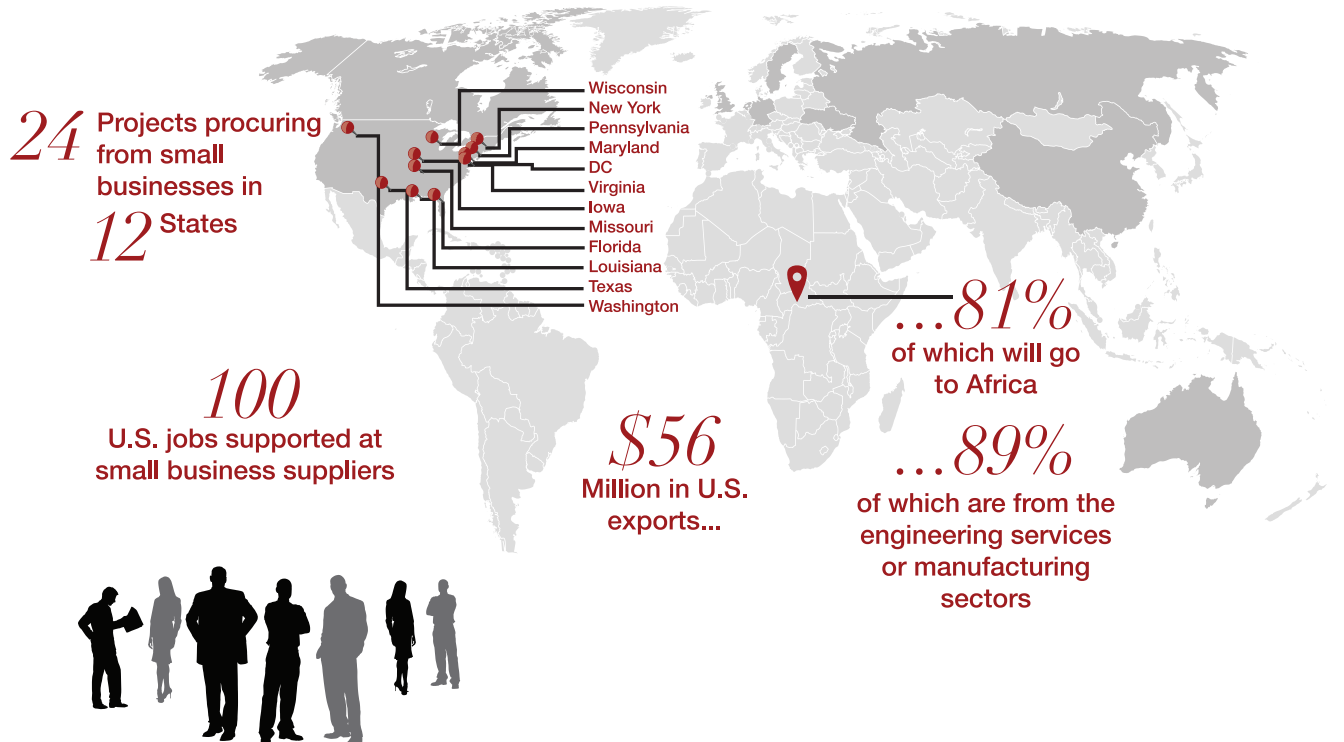 24 Projects procuring
from small
businesses in
12 States
Wisconsin
New York
Pennsylvania
Maryland
DC
Virginia
Iowa
Missouri
Florida
Louisiana
Texas
Washington
100
U.S. jobs supported at
small business suppliers
$56
Million in U.S.
exports...
...81%
of which will go
to Africa
...89%
of which are from the
engineering services
or manufacturing
sectors